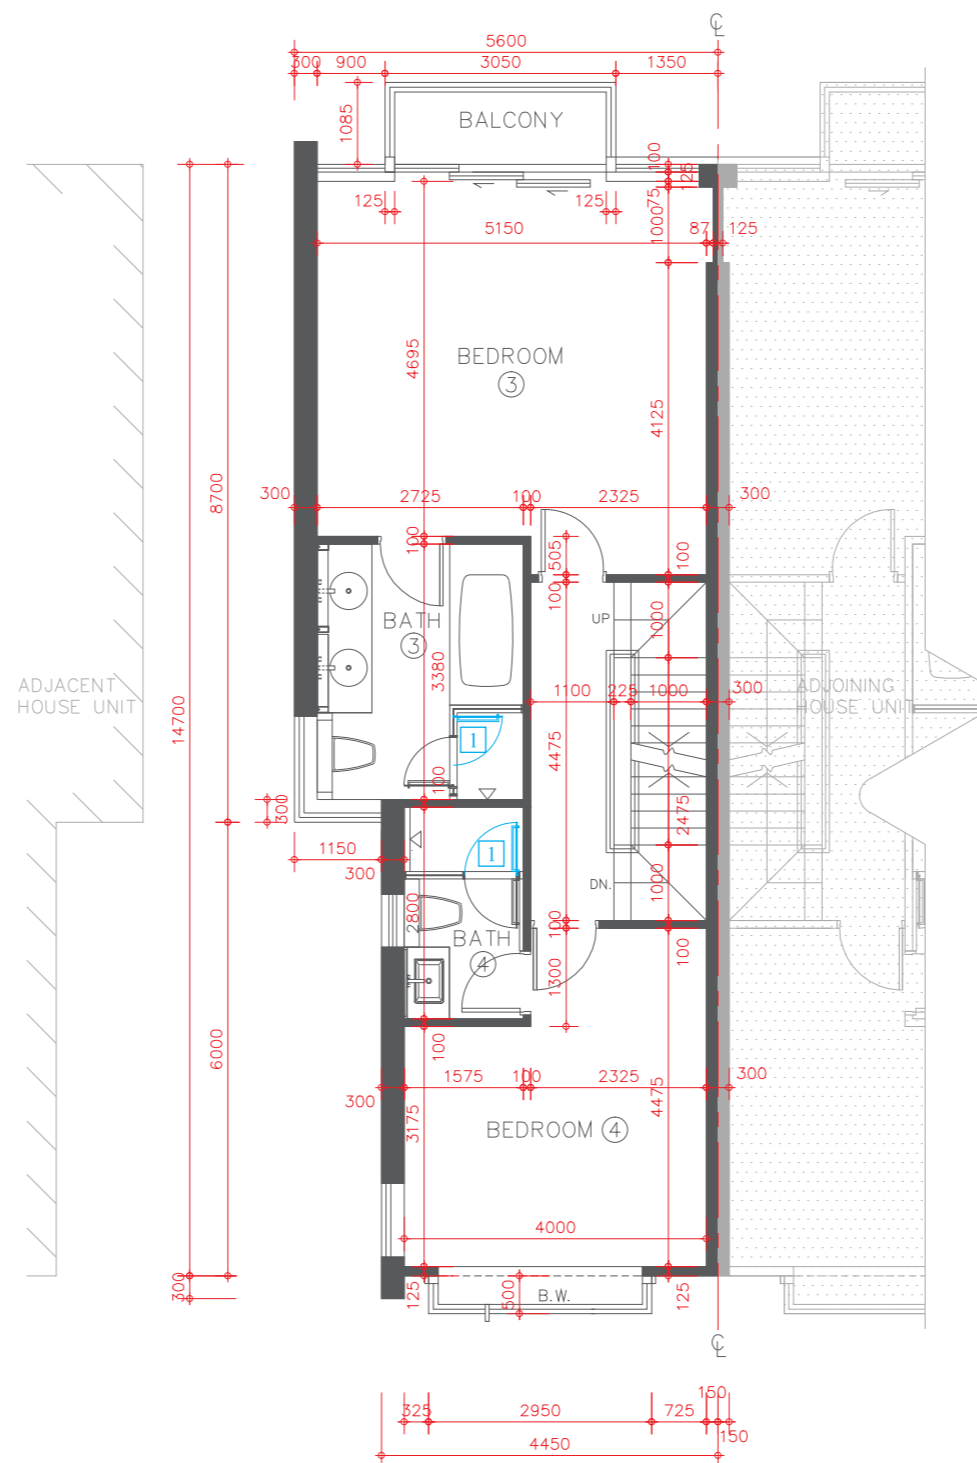 ℄
5600
300 900 3050 1350
1085
BALCONY
100
125
75
125 125
1000
5150 87 125
4695
BEDROOM
3
4125
8700
300 2725 100 2325 300
100
505
100
100
UP
1000
BATH
3
3380
ADJACENT
HOUSE UNIT
ADJOINING
HOUSE UNIT
1100 225 1000 300
14700
1
4475
100
300
2475
1150
300
1
DN.
1000
2800
100
BATH
4
100
1300
6000
100
1575 100 2325 300
300
3175
4475
BEDROOM 4
4000
300
125
500
B.W.
125
℄
150
325 2950 725
150
4450